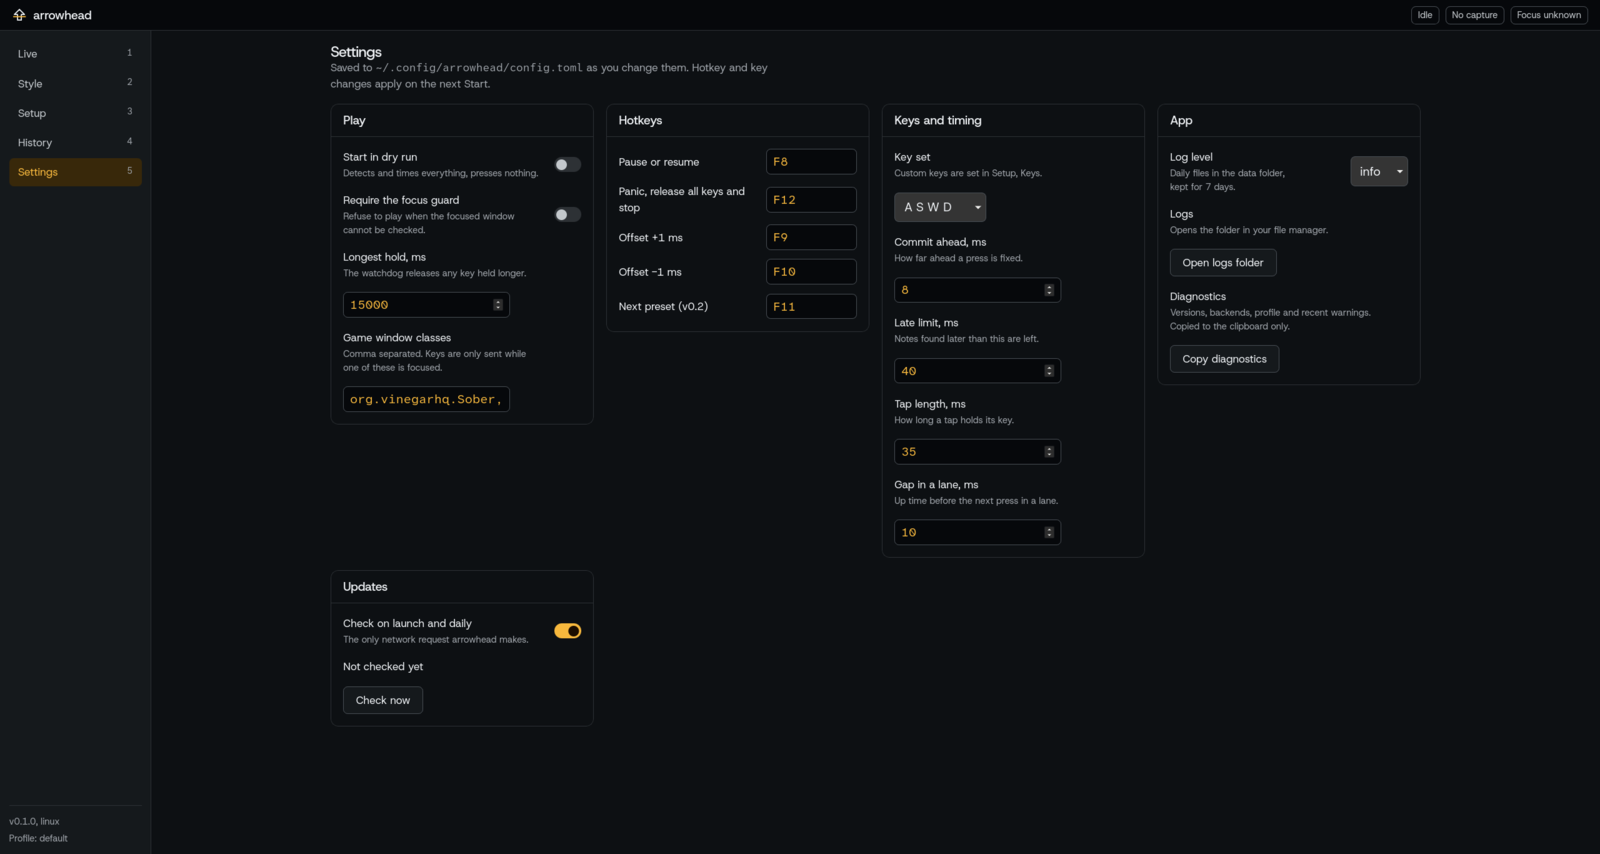 arrowhead
Idle
No capture
Focus unknown
Live 1
Style 2
Setup 3
History 4
Settings 5
Settings
Saved to ~/.config/arrowhead/config.toml as you change them. Hotkey and key
changes apply on the next Start.
Play
Start in dry run
Detects and times everything, presses nothing.
Require the focus guard
Refuse to play when the focused window
cannot be checked.
Longest hold, ms
The watchdog releases any key held longer.
15000
Game window classes
Comma separated. Keys are only sent while
one of these is focused.
org.vinegarhq.Sober,
Hotkeys
Pause or resume F8
Panic, release all keys and
stop
F12
Offset +1 ms F9
Offset −1 ms F10
Next preset (v0.2) F11
Keys and timing
Key set
Custom keys are set in Setup, Keys.
A S W D
Commit ahead, ms
How far ahead a press is fixed.
8
Late limit, ms
Notes found later than this are left.
40
Tap length, ms
How long a tap holds its key.
35
Gap in a lane, ms
Up time before the next press in a lane.
10
App
Log level
Daily files in the data folder,
kept for 7 days.
info
Logs
Opens the folder in your file manager.
Open logs folder
Diagnostics
Versions, backends, profile and recent warnings.
Copied to the clipboard only.
Copy diagnostics
Updates
Check on launch and daily
The only network request arrowhead makes.
Not checked yet
Check now
v0.1.0, linux
Profile: default